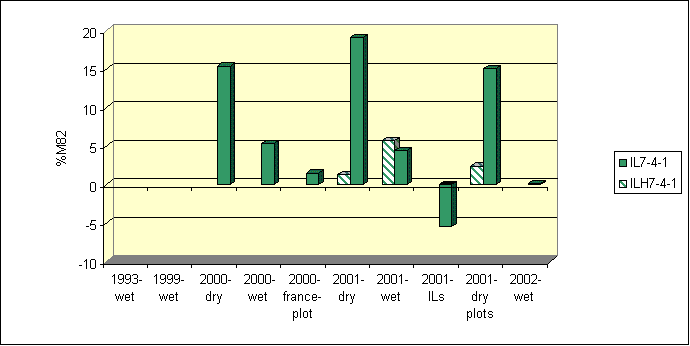 20
15
10
5
0
-5
-10
%M82
1993-wet
1999-wet
2000-dry
2000-wet
2000-france-plot
2001-dry
2001-wet
2001-ILs
2001-dry plots
2002-wet
IL7-4-1
ILH7-4-1